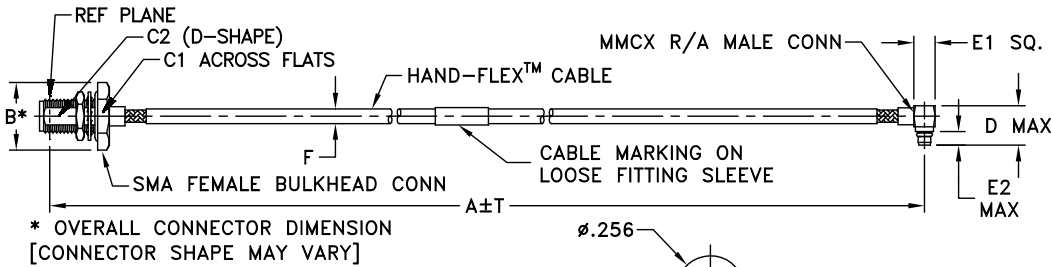 REF PLANE
C2 (D-SHAPE)
C1 ACROSS FLATS
HAND-FLEX™ CABLE
MMCX R/A MALE CONN
E1 SQ.
B*
F
D MAX
CABLE MARKING ON
LOOSE FITTING SLEEVE
SMA FEMALE BULKHEAD CONN
E2
MAX
A±T
* OVERALL CONNECTOR DIMENSION
[CONNECTOR SHAPE MAY VARY]
ø.256